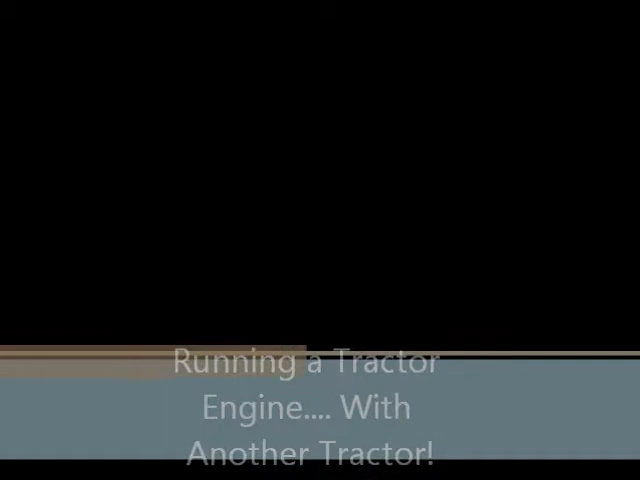 Running a Tractor
Engine.... With
Another Tractor!